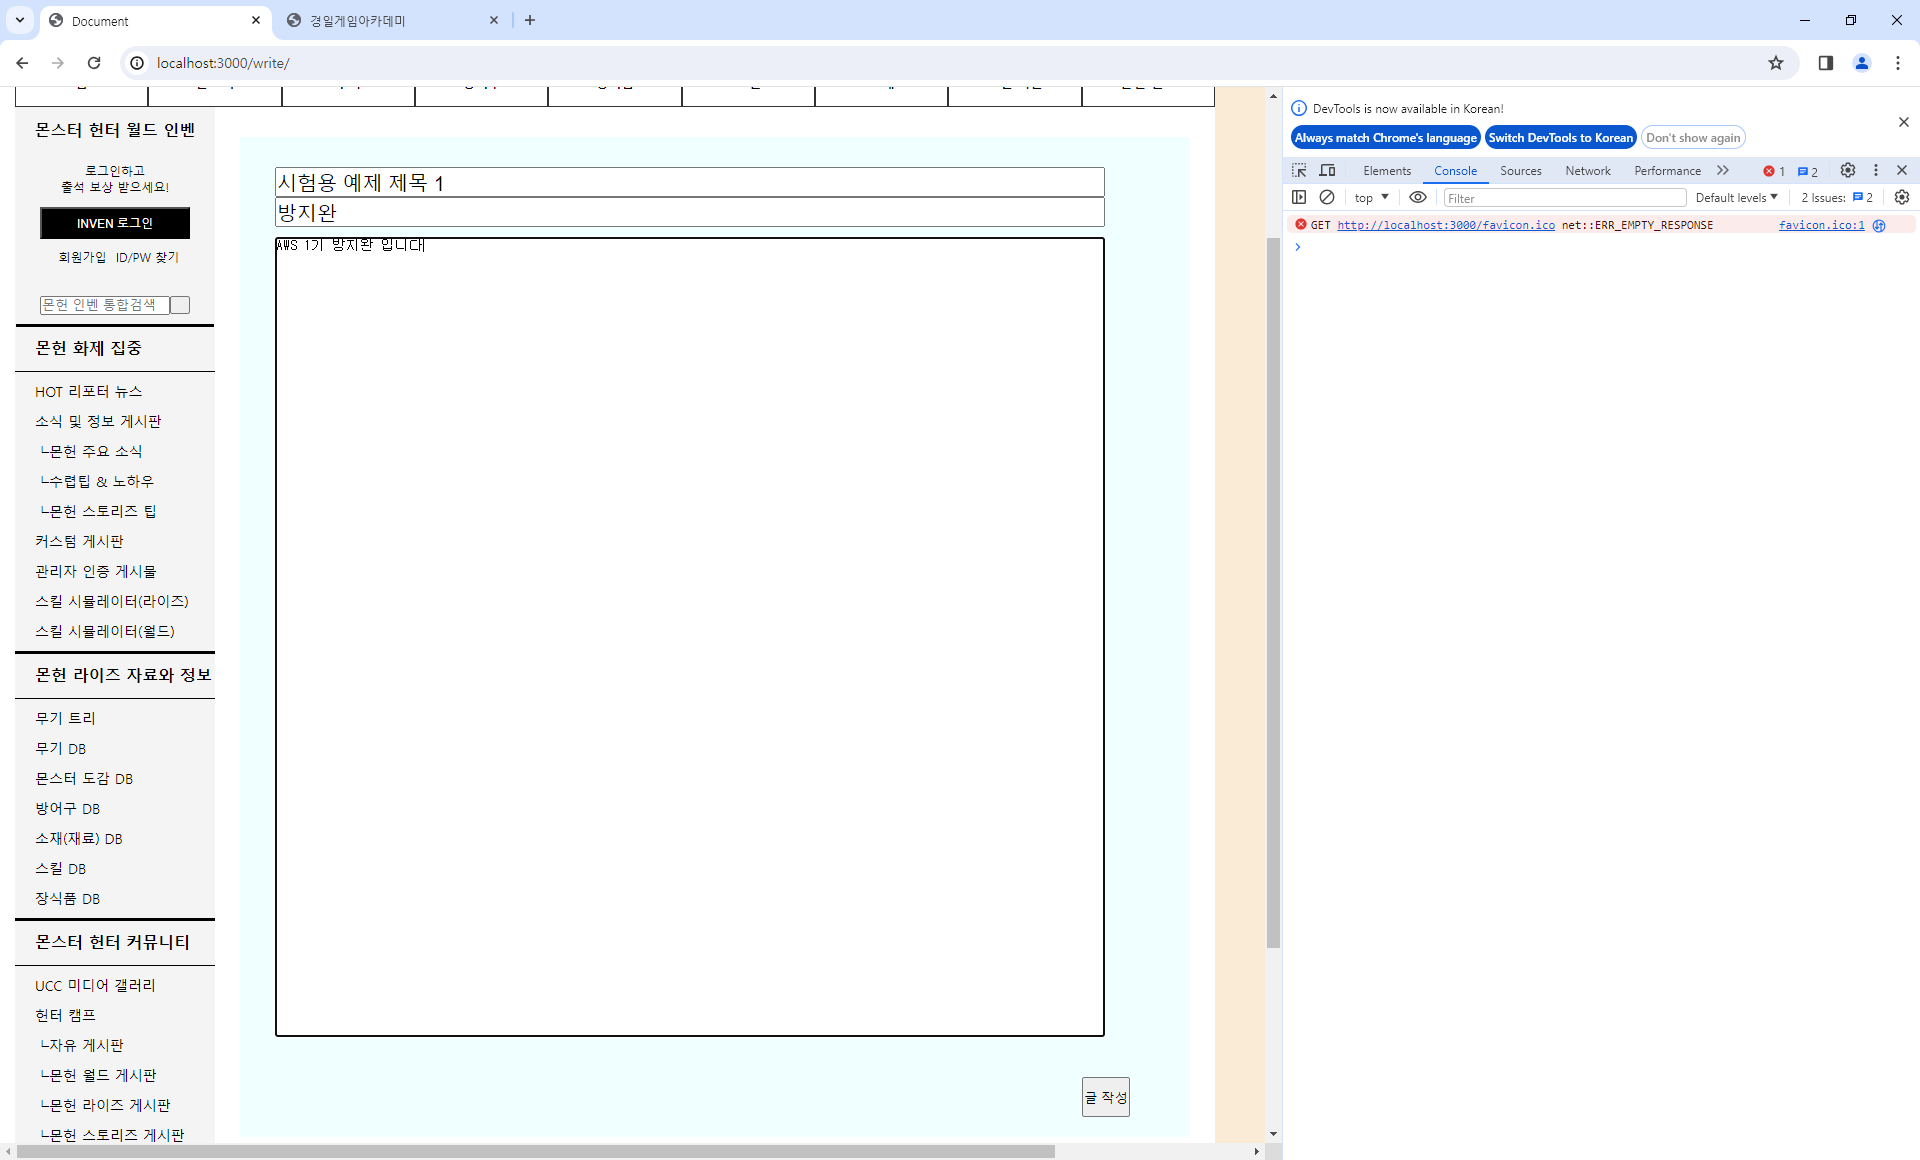 Document
경일게임아카데미
localhost:3000/write/
몬스터 헌터 월드 인벤
로그인하고
출석 보상 받으세요!
INVEN 로그인
회원가입 ID/PW 찾기
몬헌 인벤 통합검색
몬헌 화제 집중
HOT 리포터 뉴스
소식 및 정보 게시판
└몬헌 주요 소식
└수렵팁 & 노하우
└몬헌 스토리즈 팁
커스텀 게시판
관리자 인증 게시물
스킬 시뮬레이터(라이즈)
스킬 시뮬레이터(월드)
몬헌 라이즈 자료와 정보
무기 트리
무기 DB
몬스터 도감 DB
방어구 DB
소재(재료) DB
스킬 DB
장식품 DB
몬스터 헌터 커뮤니티
UCC 미디어 갤러리
헌터 캠프
└자유 게시판
└몬헌 월드 게시판
└몬헌 라이즈 게시판
└몬헌 스토리즈 게시판
시험용 예제 제목 1
방지완
AWS 1기 방지완 입니다
글 작성
DevTools is now available in Korean!
Always match Chrome's language Switch DevTools to Korean Don't show again
Elements Console Sources Network Performance 1 2
top Filter Default levels 2 Issues: 2
GET http://localhost:3000/favicon.ico net::ERR_EMPTY_RESPONSE favicon.ico:1